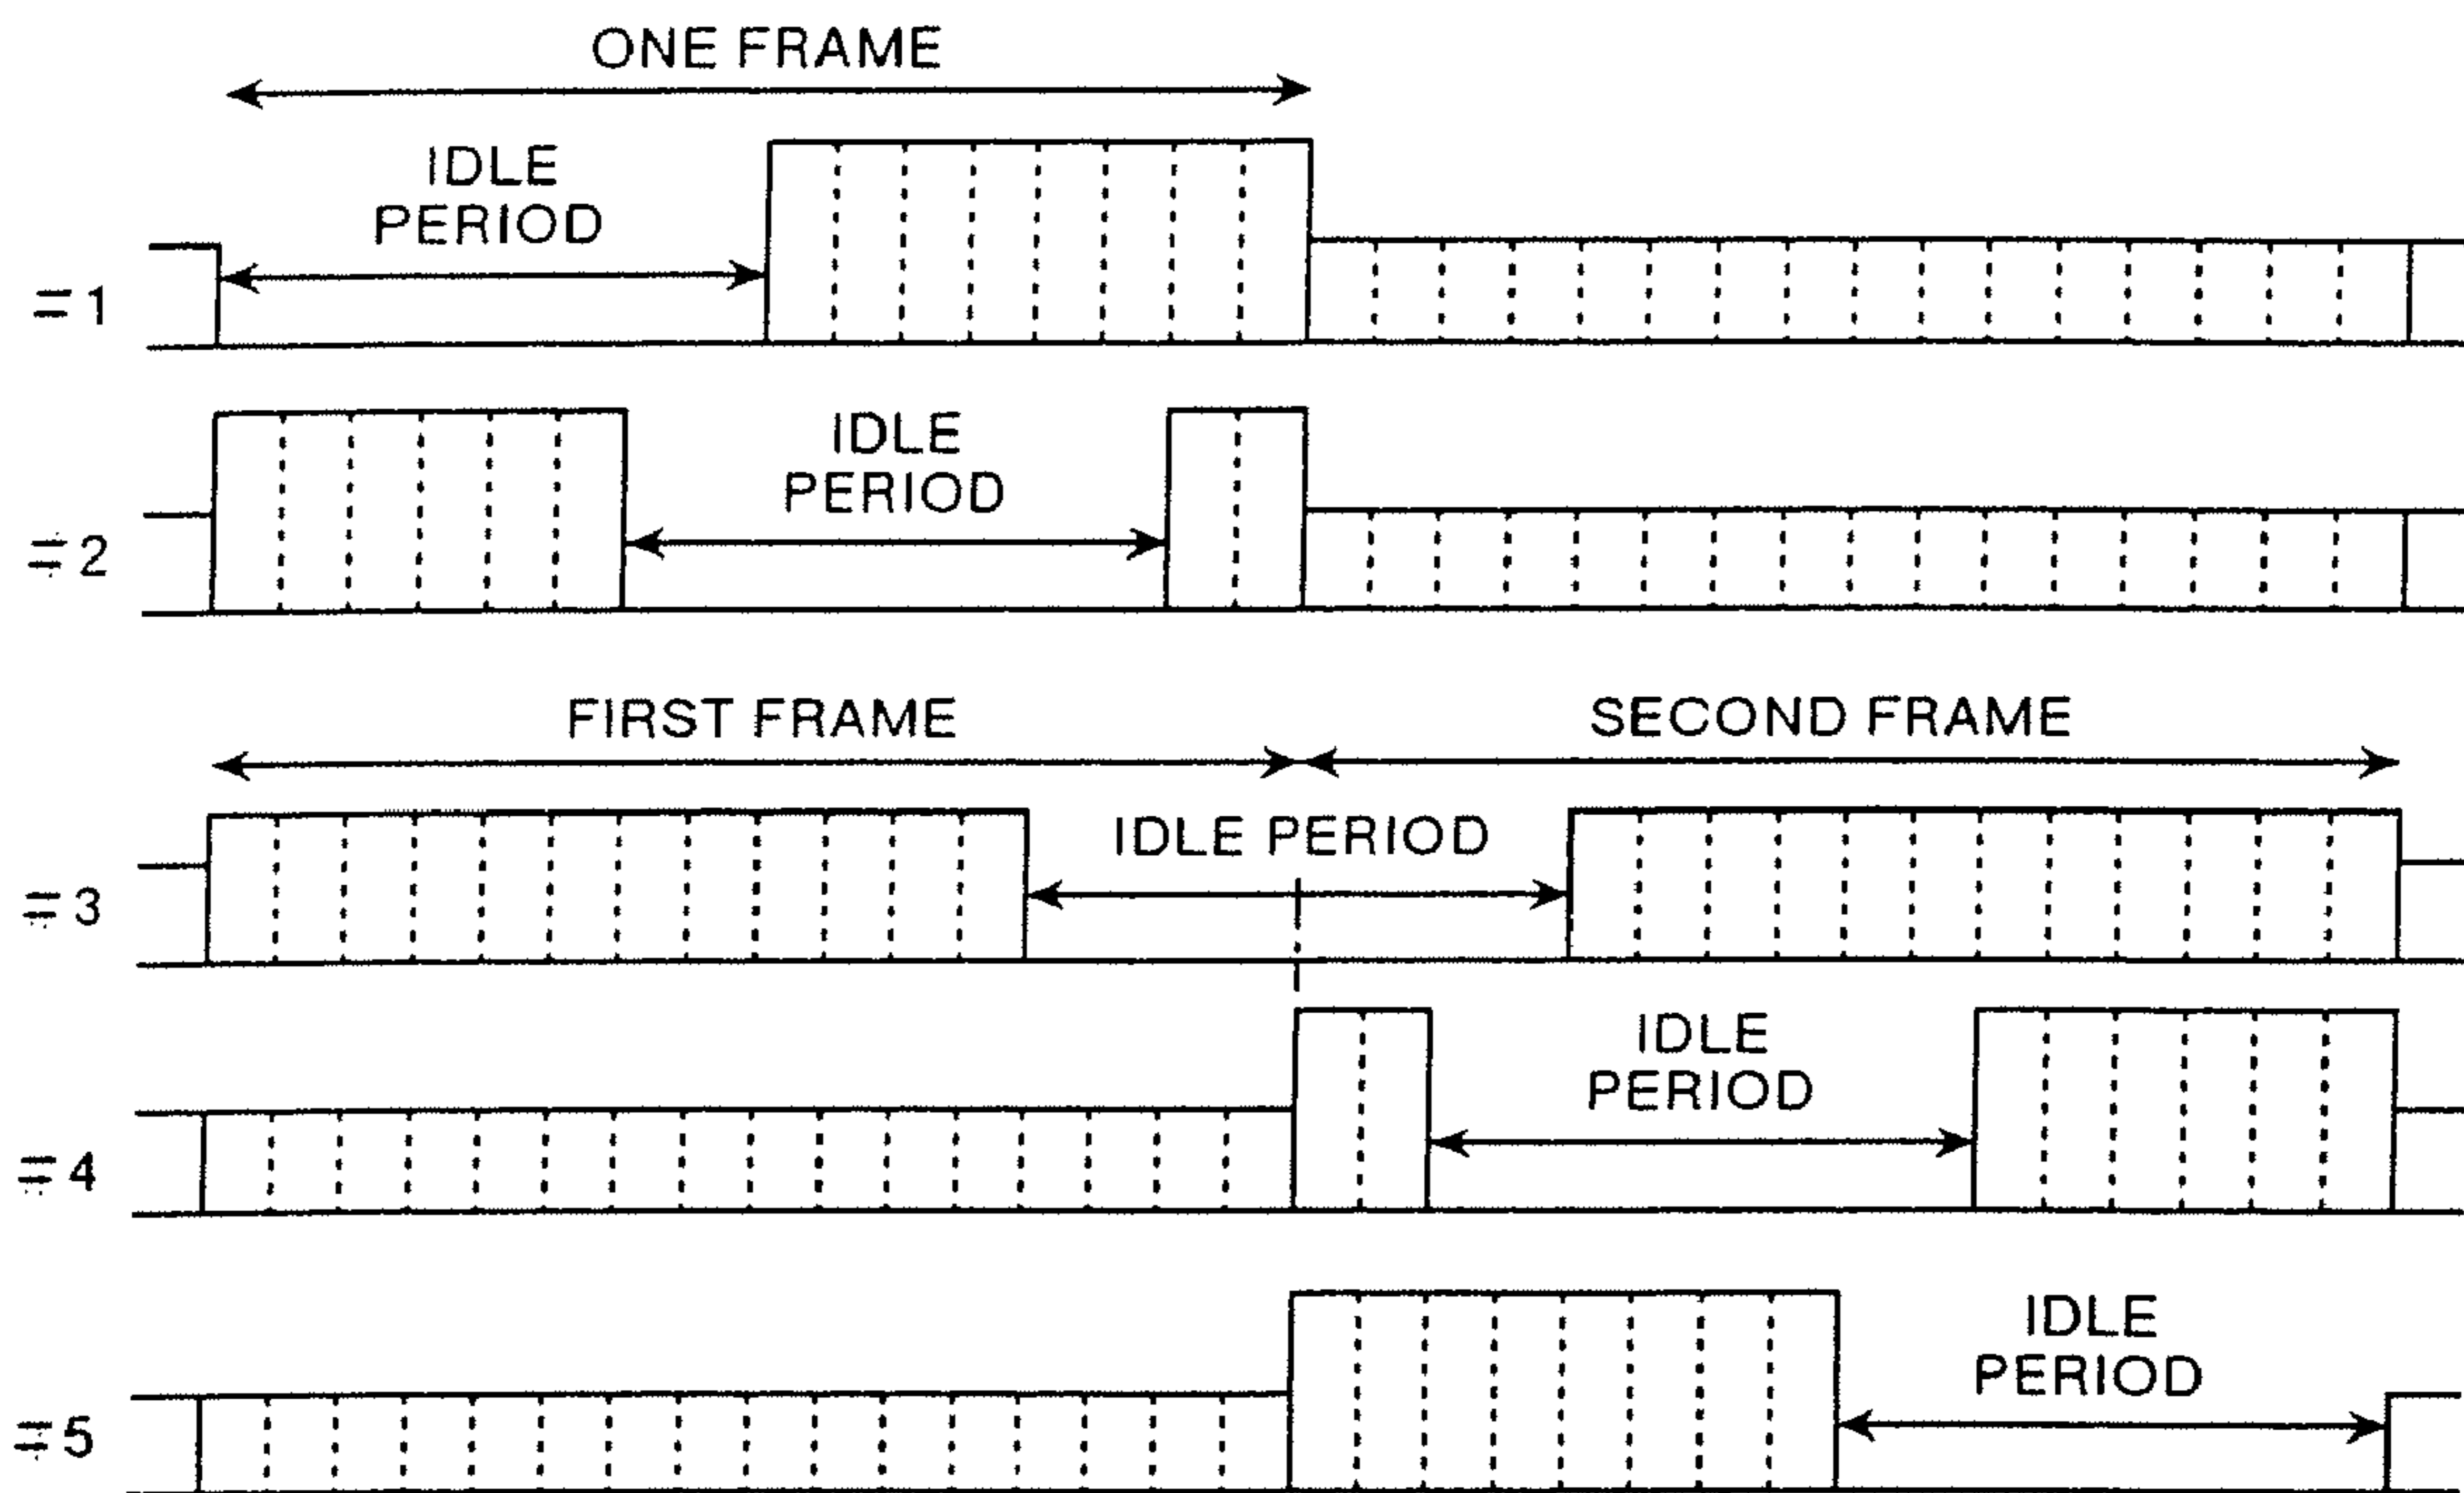 ONE FRAME
IDLE
PERIOD
#1
IDLE
PERIOD
#2
FIRST FRAME SECOND FRAME
IDLE PERIOD
#3
IDLE
PERIOD
#4
IDLE
PERIOD
#5